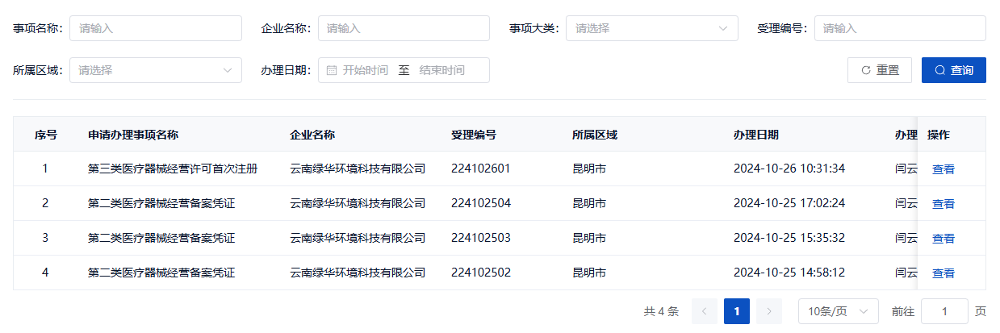 事项名称： 请输入 企业名称： 请输入 事项大类： 请选择 受理编号： 请输入
所属区域： 请选择 办理日期： 开始时间 至 结束时间 重置 查询
序号 申请办理事项名称 企业名称 受理编号 所属区域 办理日期 办理 操作
1 第三类医疗器械经营许可首次注册 云南绿华环境科技有限公司 224102601 昆明市 2024-10-26 10:31:34 闫云 查看
2 第二类医疗器械经营备案凭证 云南绿华环境科技有限公司 224102504 昆明市 2024-10-25 17:02:24 闫云 查看
3 第二类医疗器械经营备案凭证 云南绿华环境科技有限公司 224102503 昆明市 2024-10-25 15:35:32 闫云 查看
4 第二类医疗器械经营备案凭证 云南绿华环境科技有限公司 224102502 昆明市 2024-10-25 14:58:12 闫云 查看
共 4 条 1 10条/页 前往 1 页